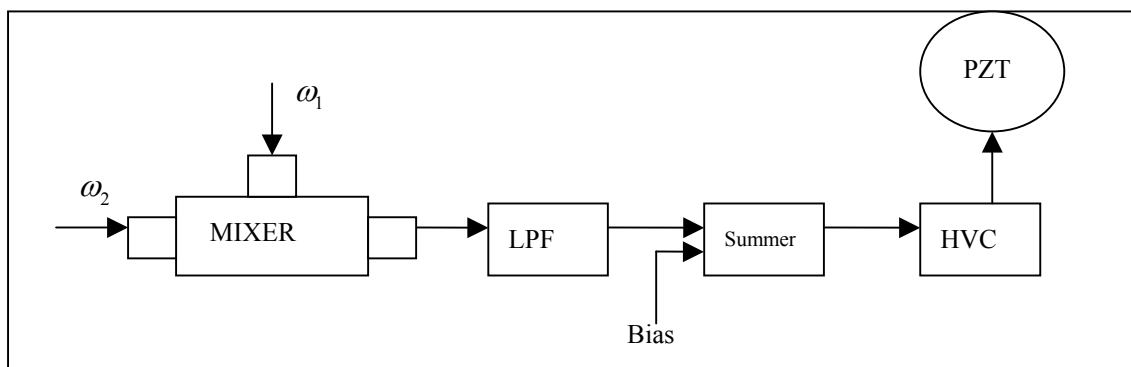 PZT
ω₁
ω₂
MIXER
LPF
Summer
HVC
Bias